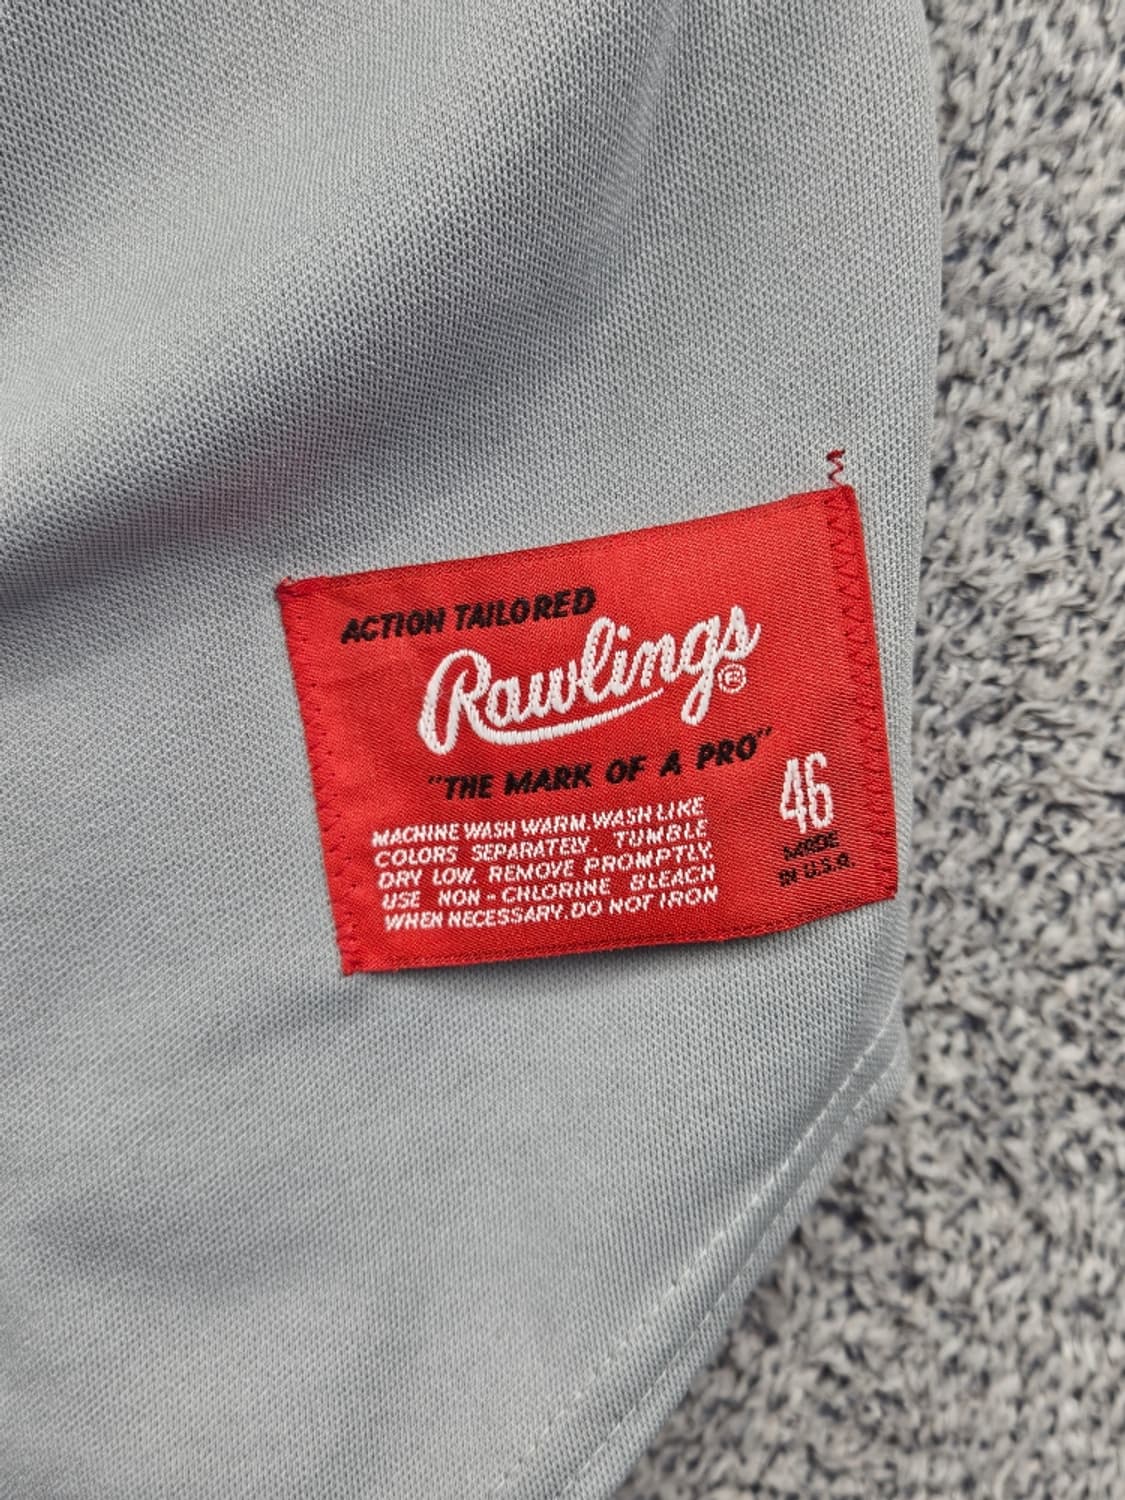 ACTION TAILORED
Rawlings®
"THE MARK OF A PRO"
46
MADE
IN U.S.A.
MACHINE WASH WARM. WASH LIKE
COLORS SEPARATELY. TUMBLE
DRY LOW. REMOVE PROMPTLY.
USE NON-CHLORINE BLEACH
WHEN NECESSARY. DO NOT IRON